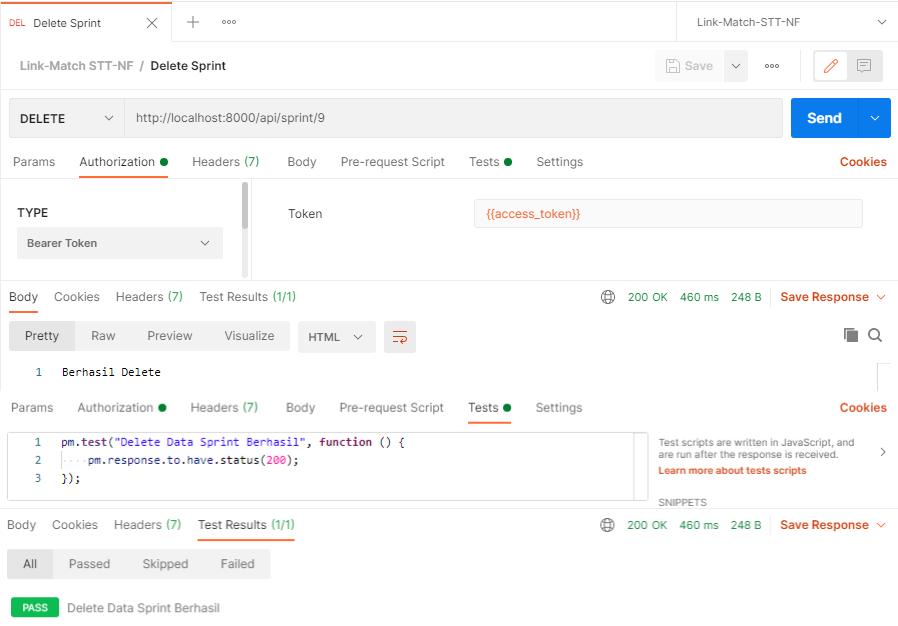 DEL Delete Sprint
Link-Match-STT-NF
Link-Match STT-NF / Delete Sprint
Save
DELETE http://localhost:8000/api/sprint/9 Send
Params Authorization Headers (7) Body Pre-request Script Tests Settings Cookies
TYPE
Bearer Token
Token {{access_token}}
Body Cookies Headers (7) Test Results (1/1) 200 OK 460 ms 248 B Save Response
Pretty Raw Preview Visualize HTML
1 Berhasil Delete
Params Authorization Headers (7) Body Pre-request Script Tests Settings Cookies
1 pm.test("Delete Data Sprint Berhasil", function () {
2 ····pm.response.to.have.status(200);
3 });
Test scripts are written in JavaScript, and
are run after the response is received.
Learn more about tests scripts
SNIPPETS
Body Cookies Headers (7) Test Results (1/1) 200 OK 460 ms 248 B Save Response
All Passed Skipped Failed
PASS Delete Data Sprint Berhasil